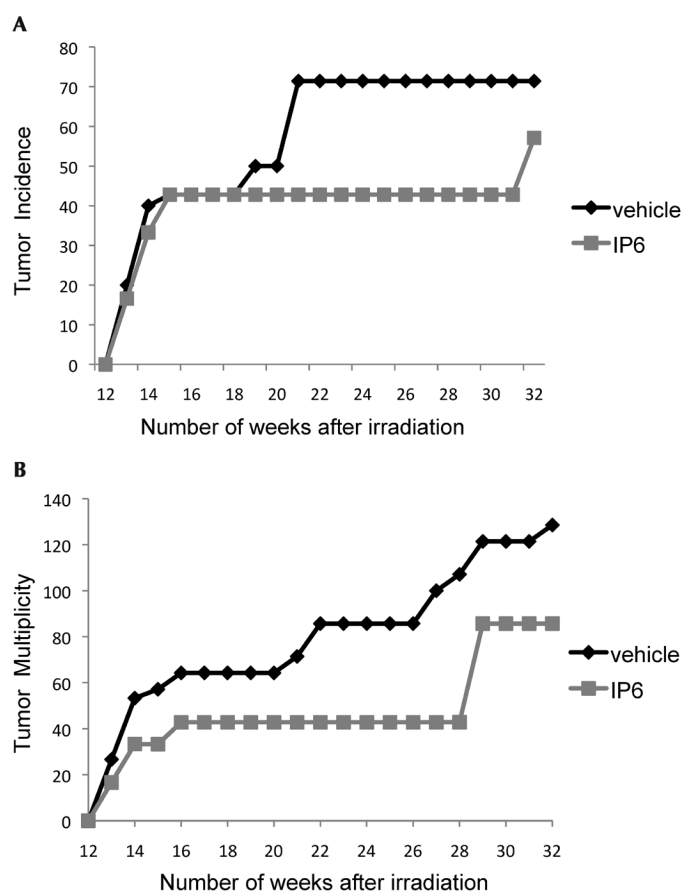 A
80
70
60
50
40
30
20
10
0
Tumor Incidence
12 14 16 18 20 22 24 26 28 30 32
Number of weeks after irradiation
vehicle
IP6
B
140
120
100
80
60
40
20
0
Tumor Multiplicity
12 14 16 18 20 22 24 26 28 30 32
Number of weeks after irradiation
vehicle
IP6